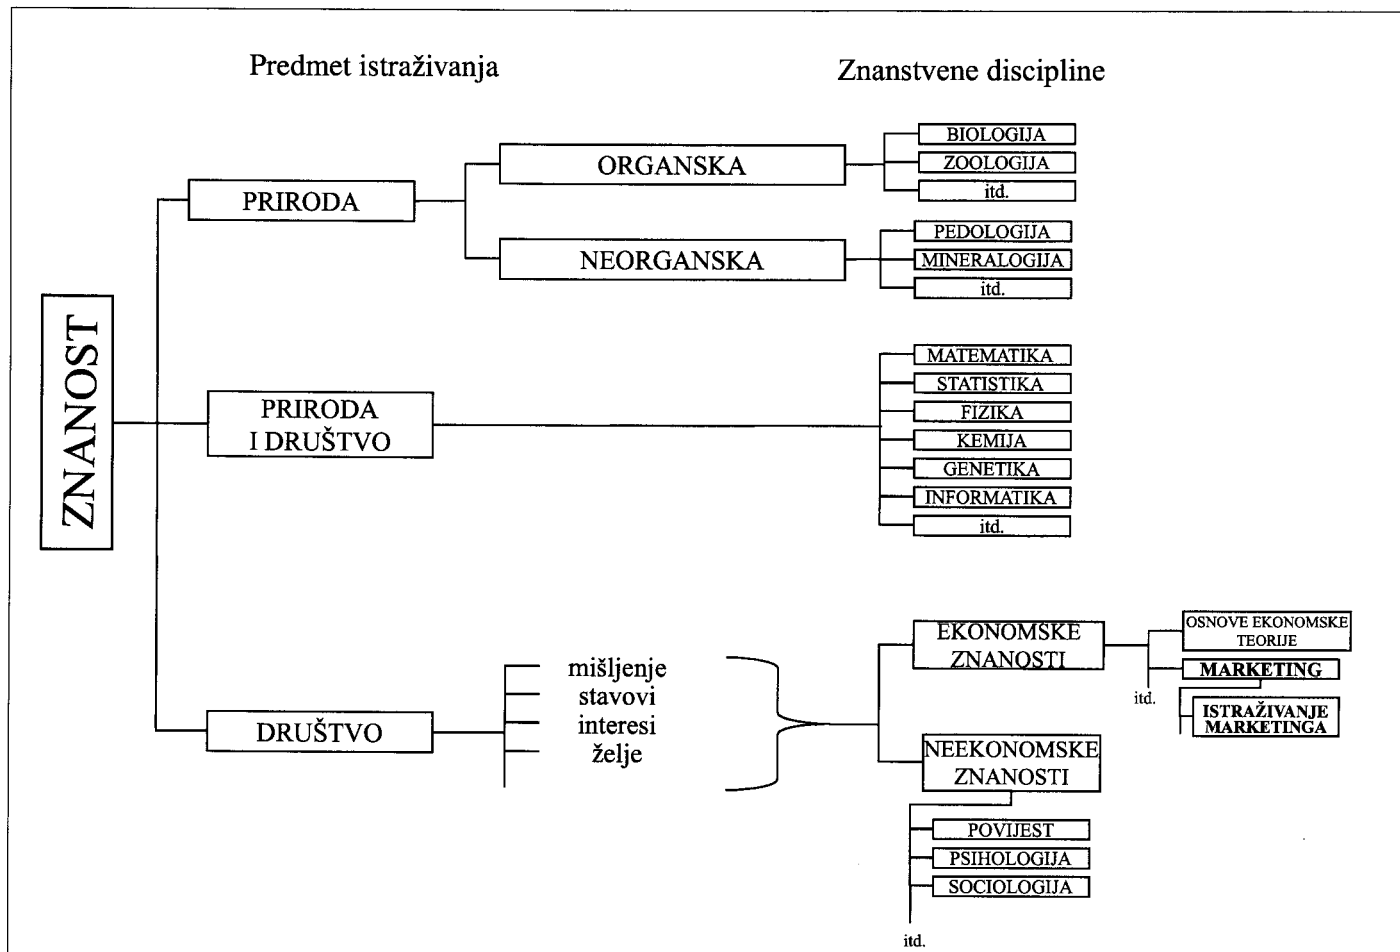 Predmet istraživanja
Znanstvene discipline
ZNANOST
PRIRODA
ORGANSKA
BIOLOGIJA
ZOOLOGIJA
itd.
NEORGANSKA
PEDOLOGIJA
MINERALOGIJA
itd.
PRIRODA
I DRUŠTVO
MATEMATIKA
STATISTIKA
FIZIKA
KEMIJA
GENETIKA
INFORMATIKA
itd.
DRUŠTVO
mišljenje
stavovi
interesi
želje
EKONOMSKE
ZNANOSTI
OSNOVE EKONOMSKE
TEORIJE
MARKETING
ISTRAŽIVANJE
MARKETINGA
itd.
NEEKONOMSKE
ZNANOSTI
POVIJEST
PSIHOLOGIJA
SOCIOLOGIJA
itd.